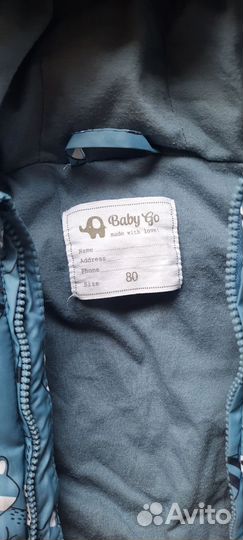 Baby Go
made with love!
Name
Address
Phone
Size 80
Avito